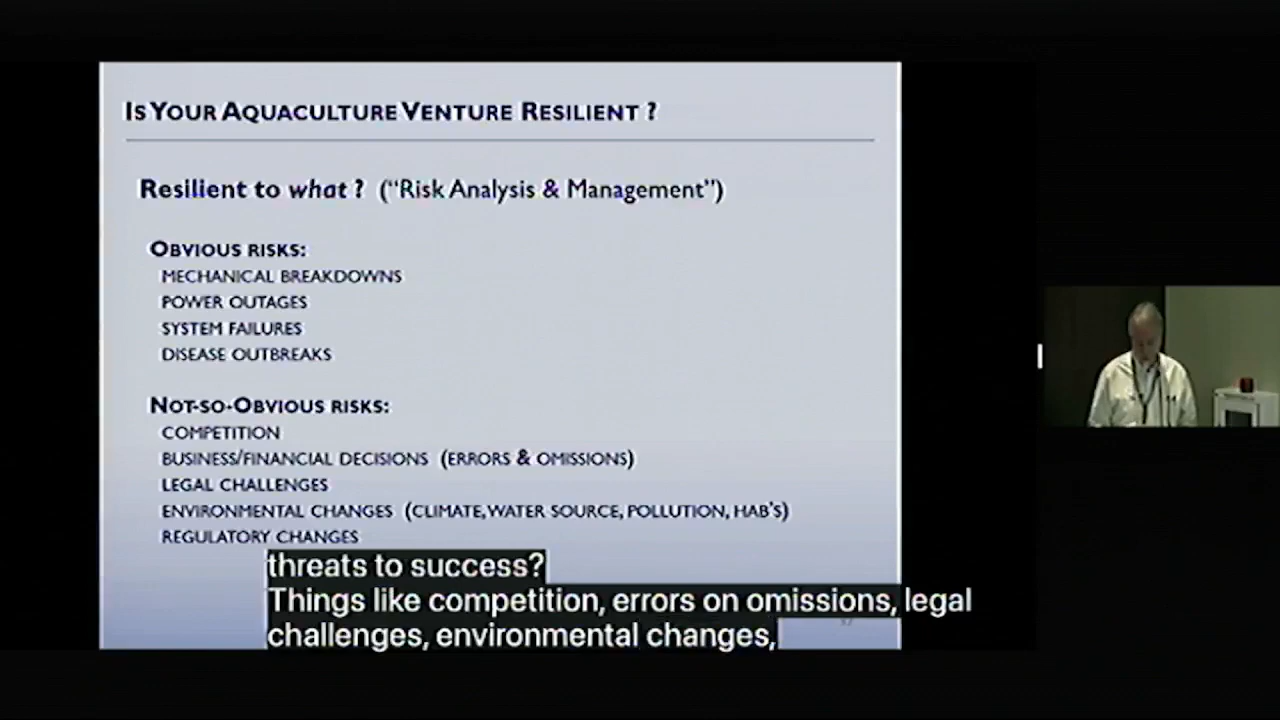 IS YOUR AQUACULTURE VENTURE RESILIENT ?
Resilient to what ? ("Risk Analysis & Management")
OBVIOUS RISKS:
MECHANICAL BREAKDOWNS
POWER OUTAGES
SYSTEM FAILURES
DISEASE OUTBREAKS
NOT-SO-OBVIOUS RISKS:
COMPETITION
BUSINESS/FINANCIAL DECISIONS (ERRORS & OMISSIONS)
LEGAL CHALLENGES
ENVIRONMENTAL CHANGES (CLIMATE, WATER SOURCE, POLLUTION, HAB'S)
REGULATORY CHANGES
threats to success?
Things like competition, errors on omissions, legal
challenges, environmental changes,